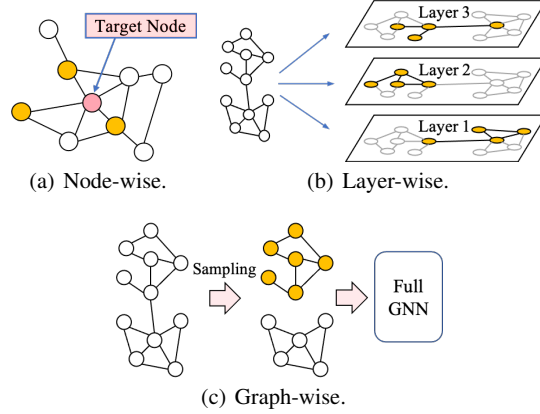 Target Node
(a) Node-wise.
Layer 3
Layer 2
Layer 1
(b) Layer-wise.
Sampling
Full
GNN
(c) Graph-wise.